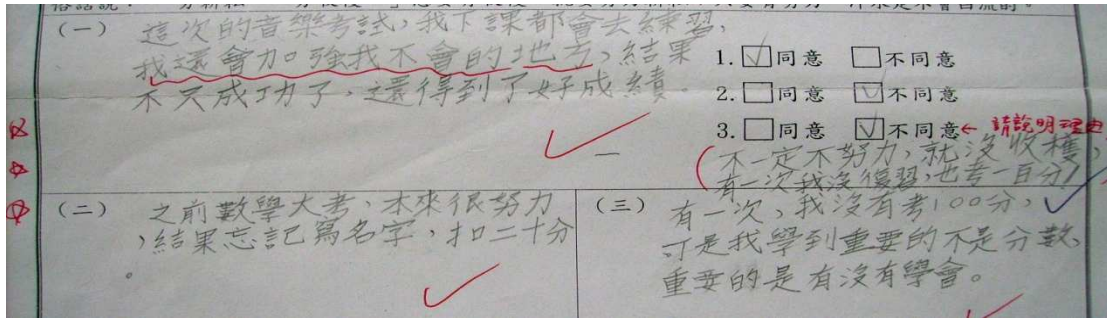 （一） 這次的音樂考試，我下課都會去練習，
我還會加強我不會的地方，結果
不只成功了，還得到了好成績。
1. ☑同意 □不同意
2. □同意 ☑不同意
3. □同意 ☑不同意← 請說明理由
(不一定不努力，就沒收穫，
有一次我沒復習，也考一百分！)
（二） 之前數學大考，本來很努力
，結果忘記寫名字，扣二十分
。
（三） 有一次，我沒有考100分，
可是我學到重要的不是分數、
重要的是有沒有學會。